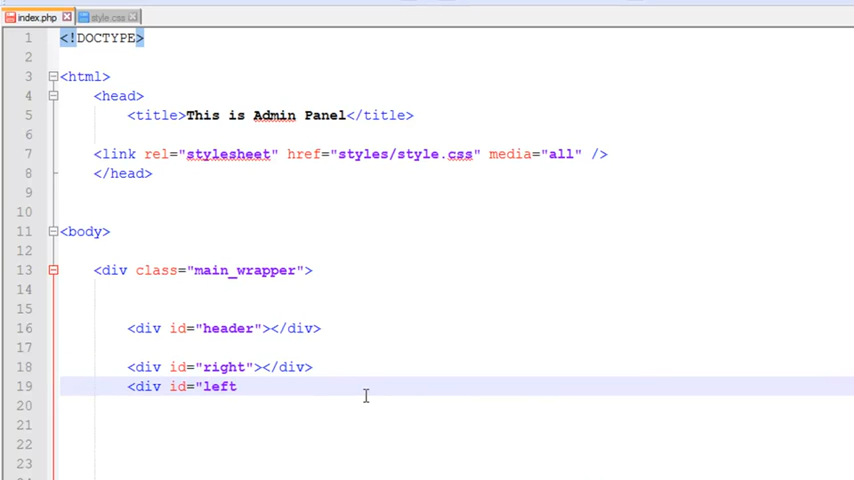 index.php style.css
1 <!DOCTYPE>
2
3 <html>
4 <head>
5 <title>This is Admin Panel</title>
6
7 <link rel="stylesheet" href="styles/style.css" media="all" />
8 </head>
9
10
11 <body>
12
13 <div class="main_wrapper">
14
15
16 <div id="header"></div>
17
18 <div id="right"></div>
19 <div id="left
20
21
22
23